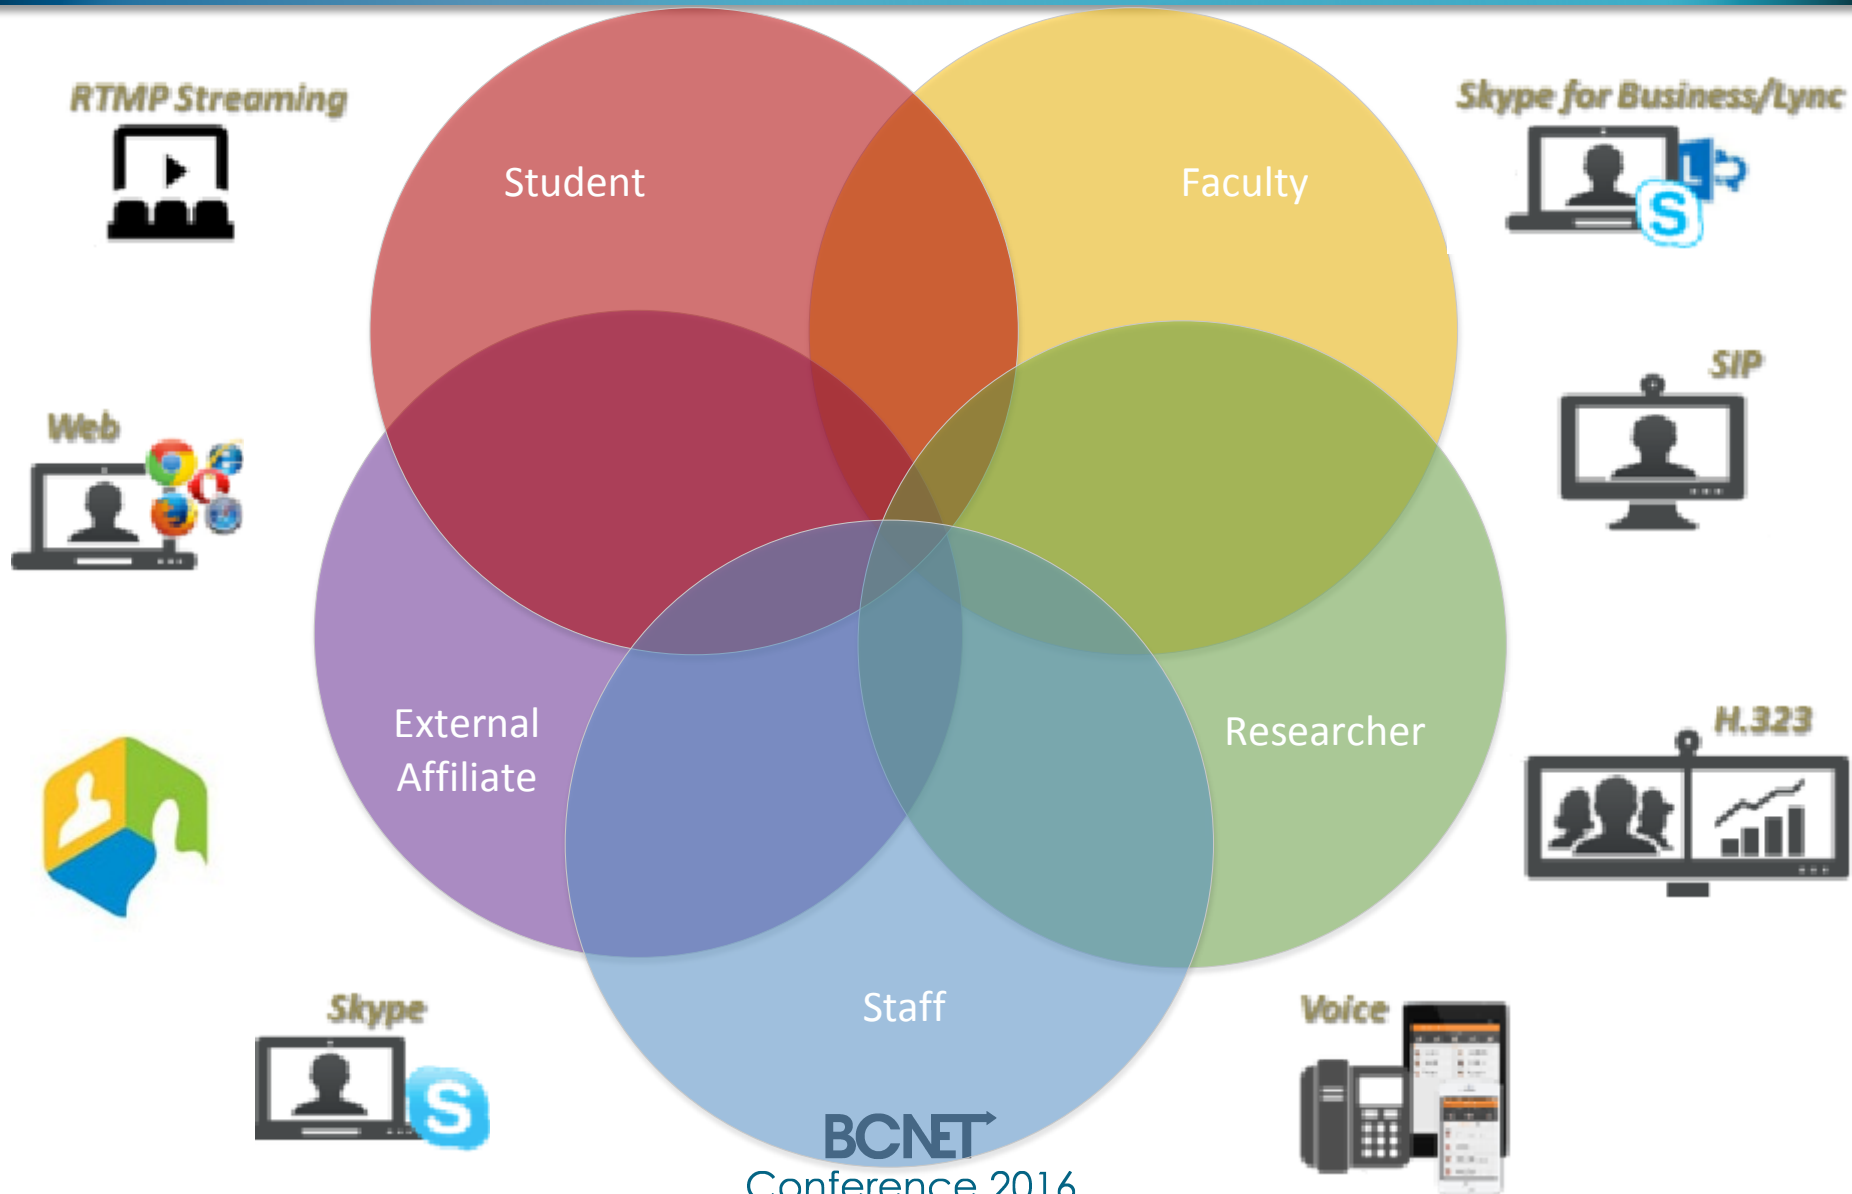 RTMP Streaming
Skype for Business/Lync
Student
Faculty
SIP
Web
External
Affiliate
Researcher
H.323
Skype
Staff
Voice
BCNET
Conference 2016